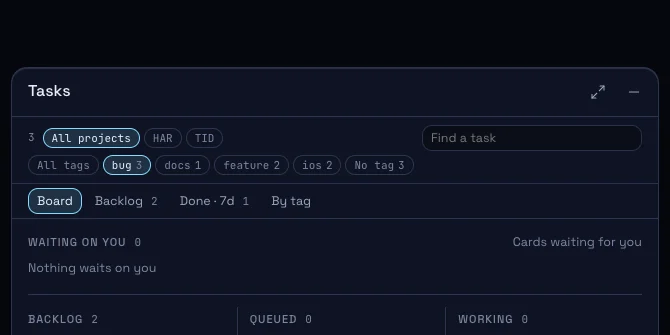 Tasks
3 All projects HAR TID Find a task
All tags bug 3 docs 1 feature 2 ios 2 No tag 3
Board Backlog 2 Done · 7d 1 By tag
WAITING ON YOU 0 Cards waiting for you
Nothing waits on you
BACKLOG 2 QUEUED 0 WORKING 0